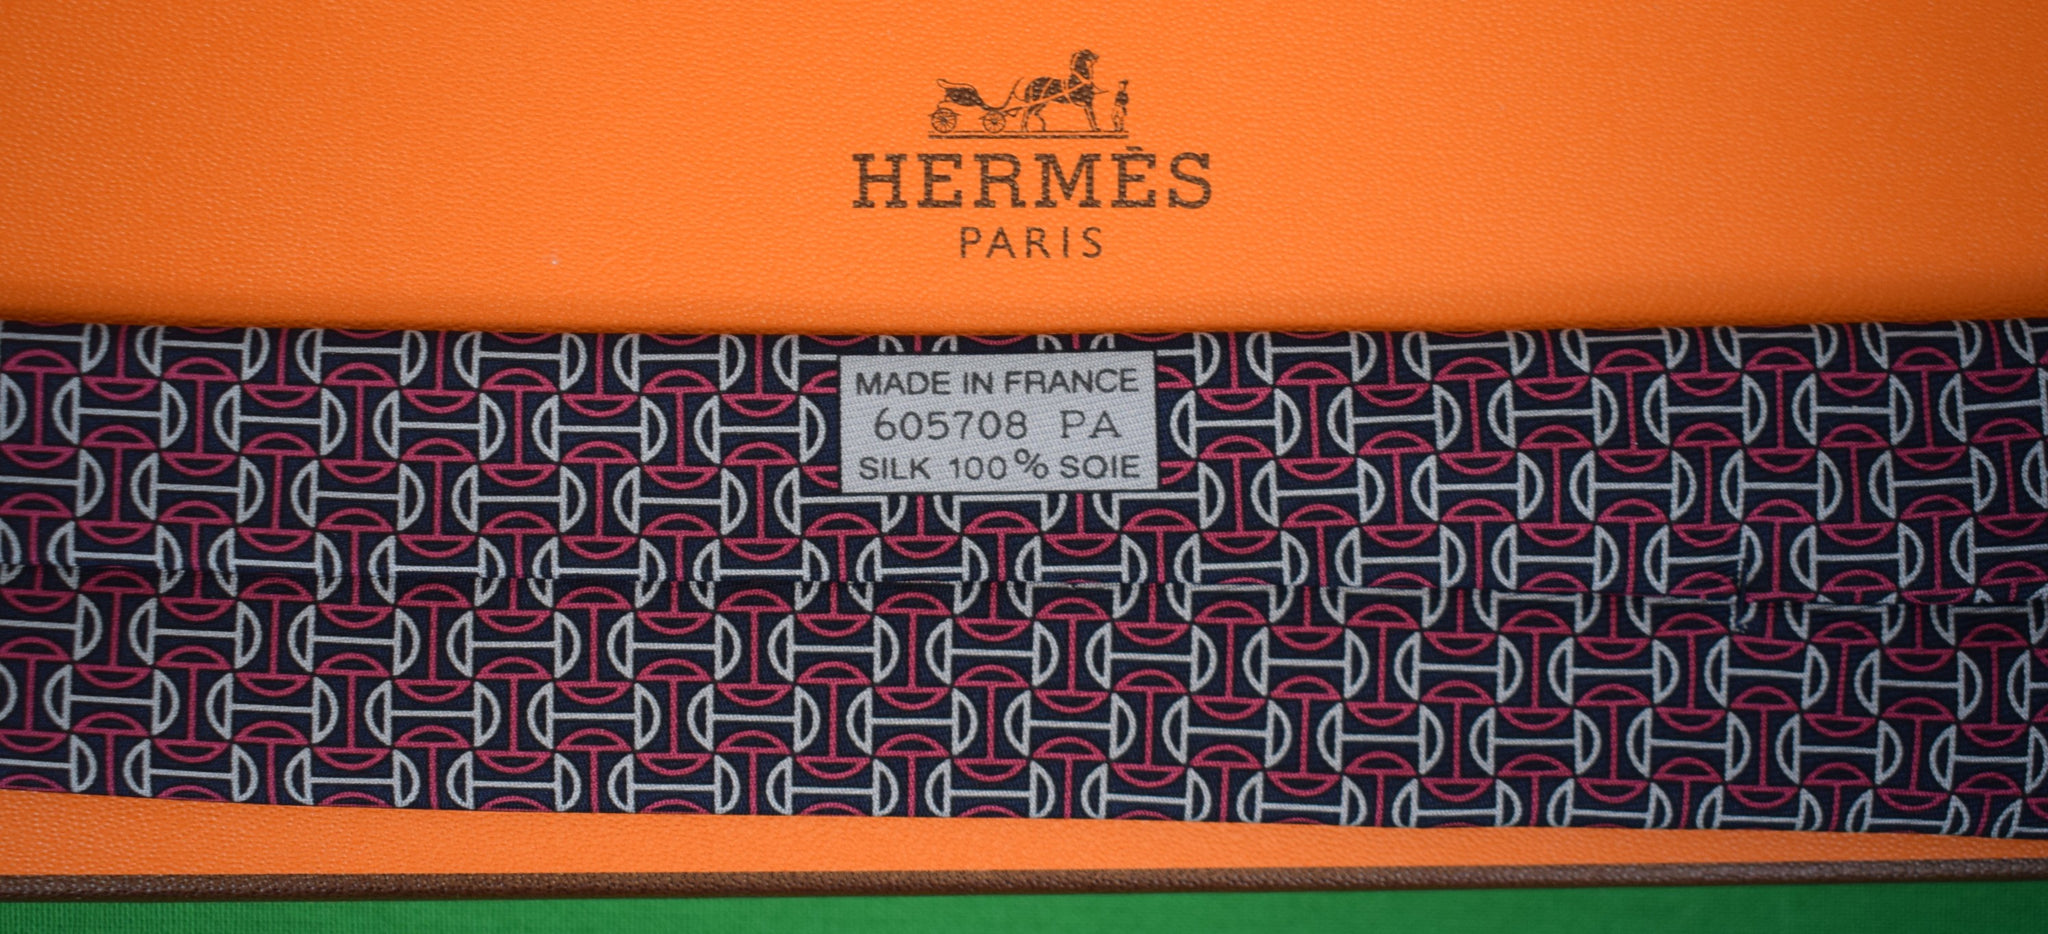 HERMÈS
PARIS
MADE IN FRANCE
605708 PA
SILK 100% SOIE